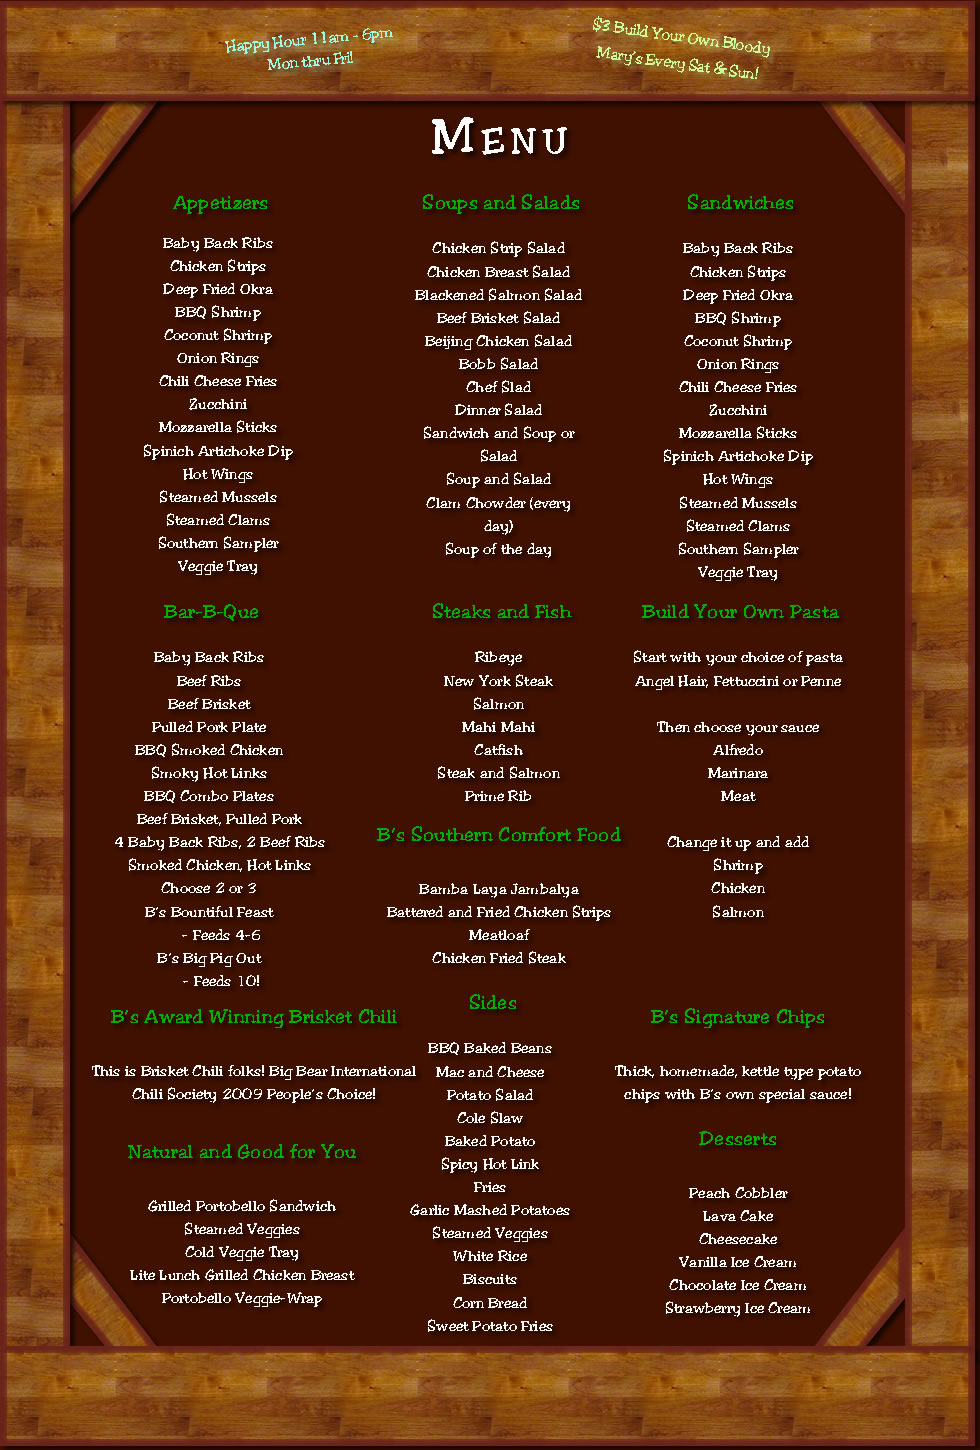 Happy Hour 11am - 6pm
Mon thru Fri!
$3 Build Your Own Bloody
Mary's Every Sat & Sun!
Menu
Appetizers
Baby Back Ribs
Chicken Strips
Deep Fried Okra
BBQ Shrimp
Coconut Shrimp
Onion Rings
Chili Cheese Fries
Zucchini
Mozzarella Sticks
Spinich Artichoke Dip
Hot Wings
Steamed Mussels
Steamed Clams
Southern Sampler
Veggie Tray
Soups and Salads
Chicken Strip Salad
Chicken Breast Salad
Blackened Salmon Salad
Beef Brisket Salad
Beijing Chicken Salad
Bobb Salad
Chef Slad
Dinner Salad
Sandwich and Soup or
Salad
Soup and Salad
Clam Chowder (every
day)
Soup of the day
Sandwiches
Baby Back Ribs
Chicken Strips
Deep Fried Okra
BBQ Shrimp
Coconut Shrimp
Onion Rings
Chili Cheese Fries
Zucchini
Mozzarella Sticks
Spinich Artichoke Dip
Hot Wings
Steamed Mussels
Steamed Clams
Southern Sampler
Veggie Tray
Bar-B-Que
Baby Back Ribs
Beef Ribs
Beef Brisket
Pulled Pork Plate
BBQ Smoked Chicken
Smoky Hot Links
BBQ Combo Plates
Beef Brisket, Pulled Pork
4 Baby Back Ribs, 2 Beef Ribs
Smoked Chicken, Hot Links
Choose 2 or 3
B's Bountiful Feast
- Feeds 4-6
B's Big Pig Out
- Feeds 10!
Steaks and Fish
Ribeye
New York Steak
Salmon
Mahi Mahi
Catfish
Steak and Salmon
Prime Rib
B's Southern Comfort Food
Bamba Laya Jambalya
Battered and Fried Chicken Strips
Meatloaf
Chicken Fried Steak
Build Your Own Pasta
Start with your choice of pasta
Angel Hair, Fettuccini or Penne
Then choose your sauce
Alfredo
Marinara
Meat
Change it up and add
Shrimp
Chicken
Salmon
B's Award Winning Brisket Chili
This is Brisket Chili folks! Big Bear International
Chili Society 2009 People's Choice!
Natural and Good for You
Grilled Portobello Sandwich
Steamed Veggies
Cold Veggie Tray
Lite Lunch Grilled Chicken Breast
Portobello Veggie-Wrap
Sides
BBQ Baked Beans
Mac and Cheese
Potato Salad
Cole Slaw
Baked Potato
Spicy Hot Link
Fries
Garlic Mashed Potatoes
Steamed Veggies
White Rice
Biscuits
Corn Bread
Sweet Potato Fries
B's Signature Chips
Thick, homemade, kettle type potato
chips with B's own special sauce!
Desserts
Peach Cobbler
Lava Cake
Cheesecake
Vanilla Ice Cream
Chocolate Ice Cream
Strawberry Ice Cream